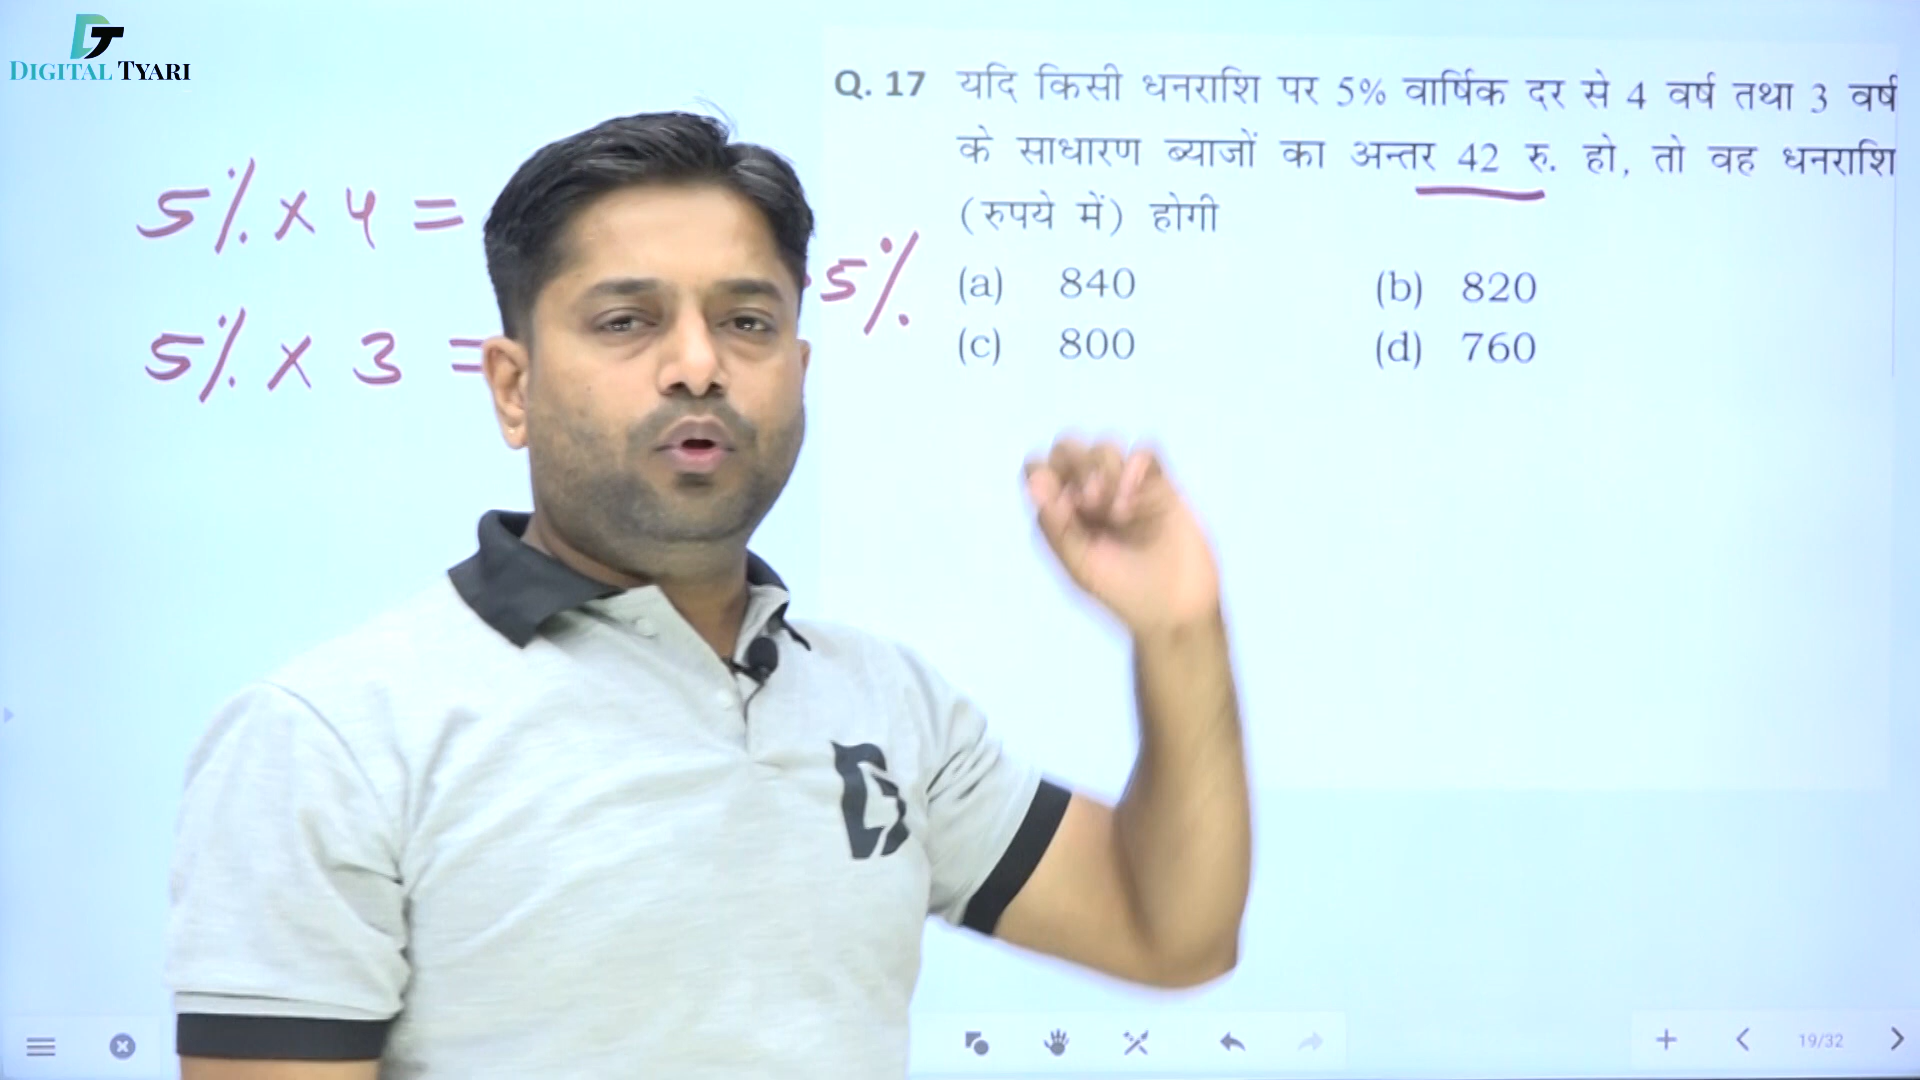 DIGITAL TYARI
Q. 17 यदि किसी धनराशि पर 5% वार्षिक दर से 4 वर्ष तथा 3 वर्ष
के साधारण ब्याजों का अन्तर 42 रु. हो, तो वह धनराशि
(रुपये में) होगी
(a) 840 (b) 820
(c) 800 (d) 760
5% × 4 =
5% × 3 =
5%
19/32